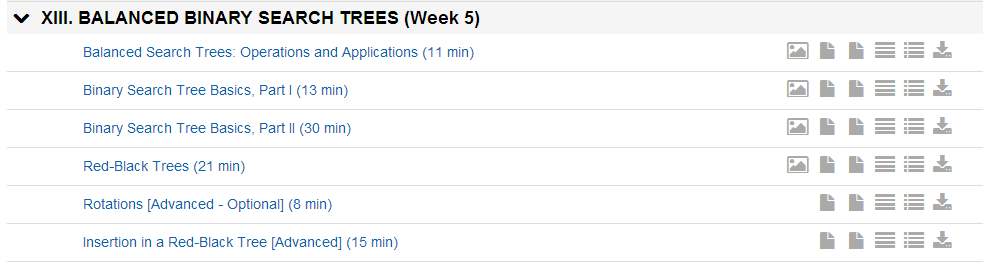 XIII. BALANCED BINARY SEARCH TREES (Week 5)
Balanced Search Trees: Operations and Applications (11 min)
Binary Search Tree Basics, Part I (13 min)
Binary Search Tree Basics, Part II (30 min)
Red-Black Trees (21 min)
Rotations [Advanced - Optional] (8 min)
Insertion in a Red-Black Tree [Advanced] (15 min)